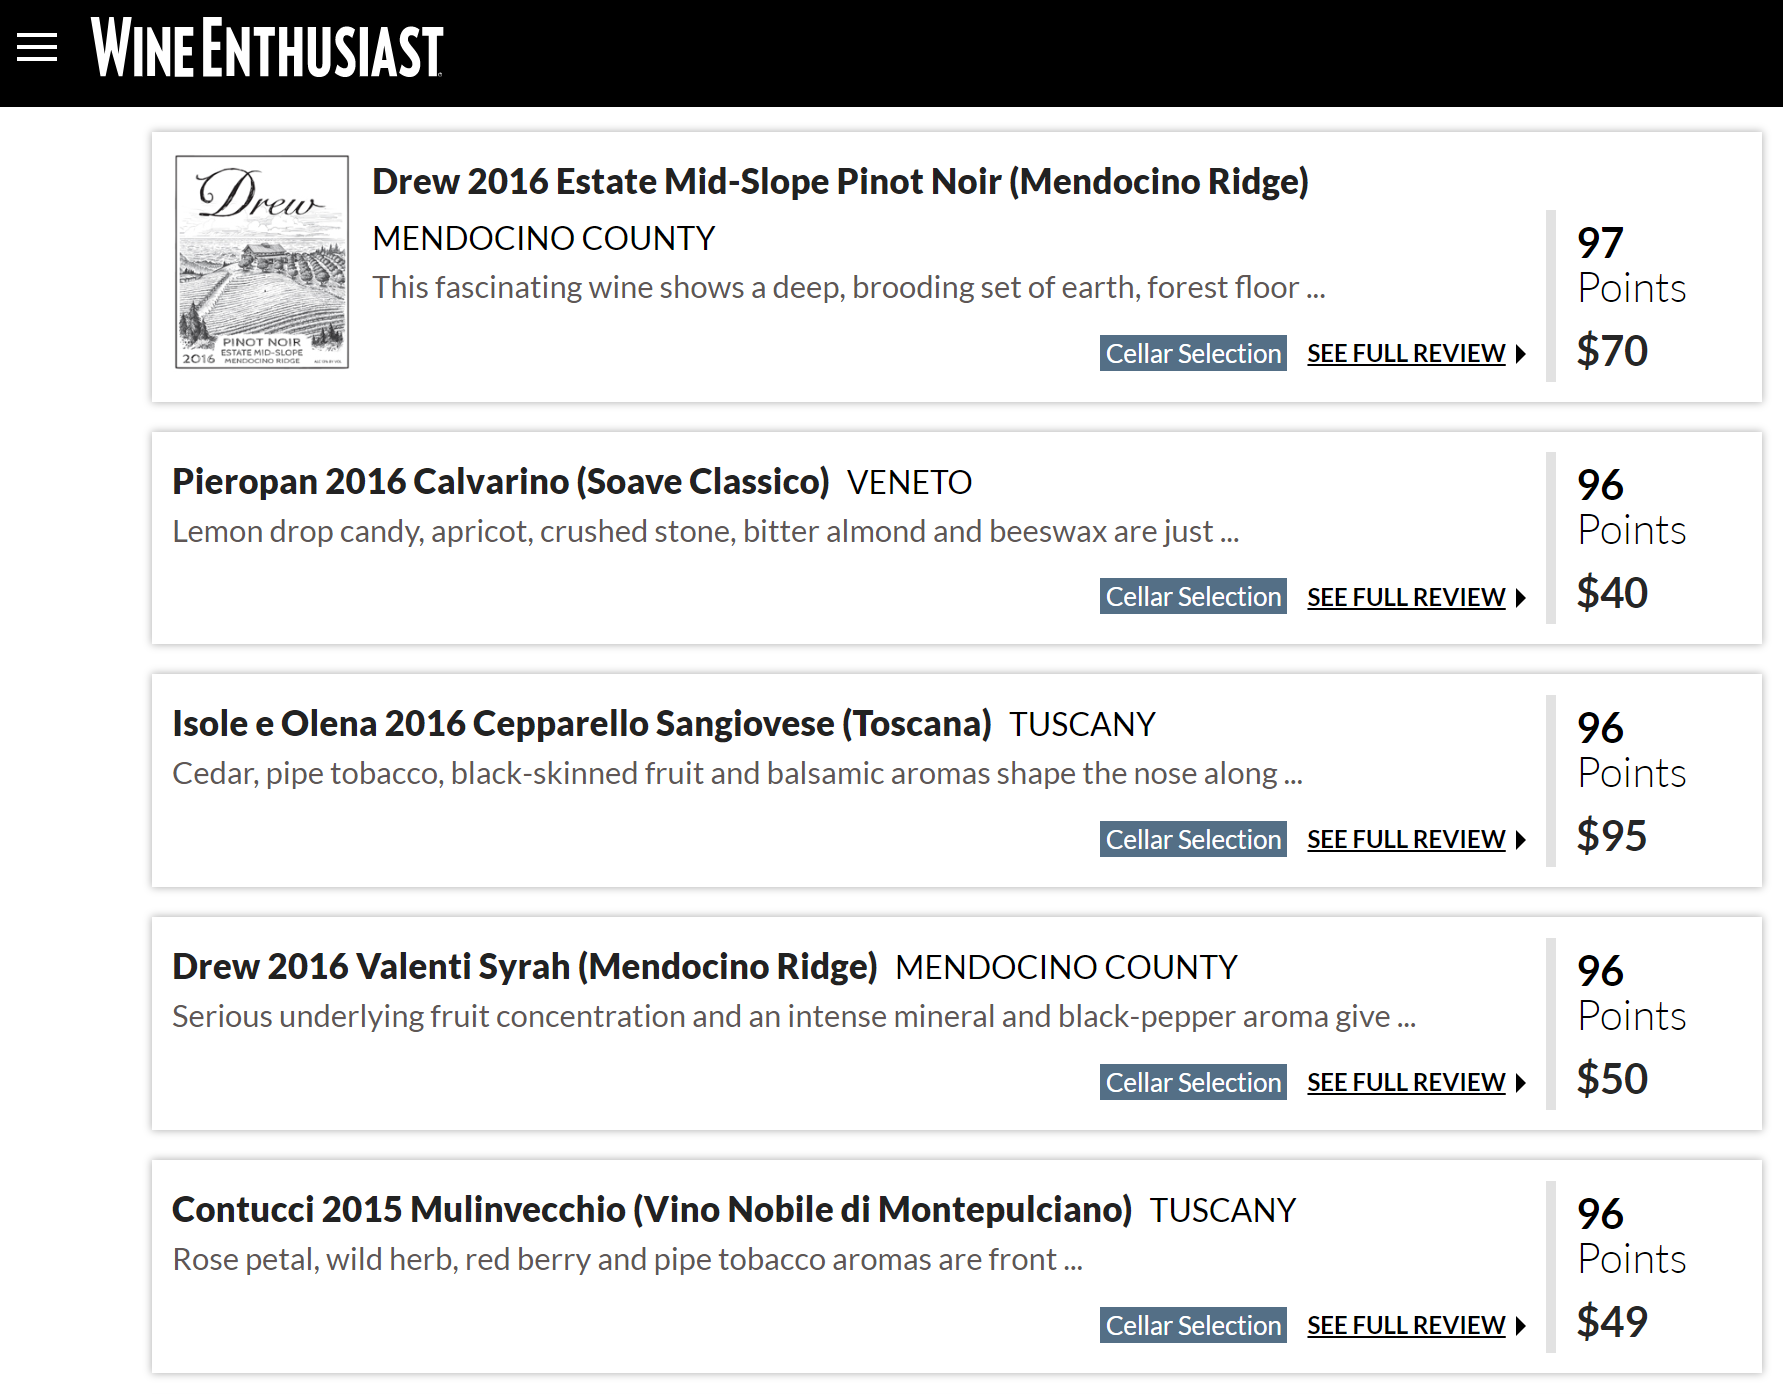 WINE ENTHUSIAST
Drew
PINOT NOIR
ESTATE MID-SLOPE
2016 MENDOCINO RIDGE
Drew 2016 Estate Mid-Slope Pinot Noir (Mendocino Ridge)
MENDOCINO COUNTY
This fascinating wine shows a deep, brooding set of earth, forest floor ...
Cellar Selection SEE FULL REVIEW
97
Points
$70
Pieropan 2016 Calvarino (Soave Classico) VENETO
Lemon drop candy, apricot, crushed stone, bitter almond and beeswax are just ...
Cellar Selection SEE FULL REVIEW
96
Points
$40
Isole e Olena 2016 Cepparello Sangiovese (Toscana) TUSCANY
Cedar, pipe tobacco, black-skinned fruit and balsamic aromas shape the nose along ...
Cellar Selection SEE FULL REVIEW
96
Points
$95
Drew 2016 Valenti Syrah (Mendocino Ridge) MENDOCINO COUNTY
Serious underlying fruit concentration and an intense mineral and black-pepper aroma give ...
Cellar Selection SEE FULL REVIEW
96
Points
$50
Contucci 2015 Mulinvecchio (Vino Nobile di Montepulciano) TUSCANY
Rose petal, wild herb, red berry and pipe tobacco aromas are front ...
Cellar Selection SEE FULL REVIEW
96
Points
$49